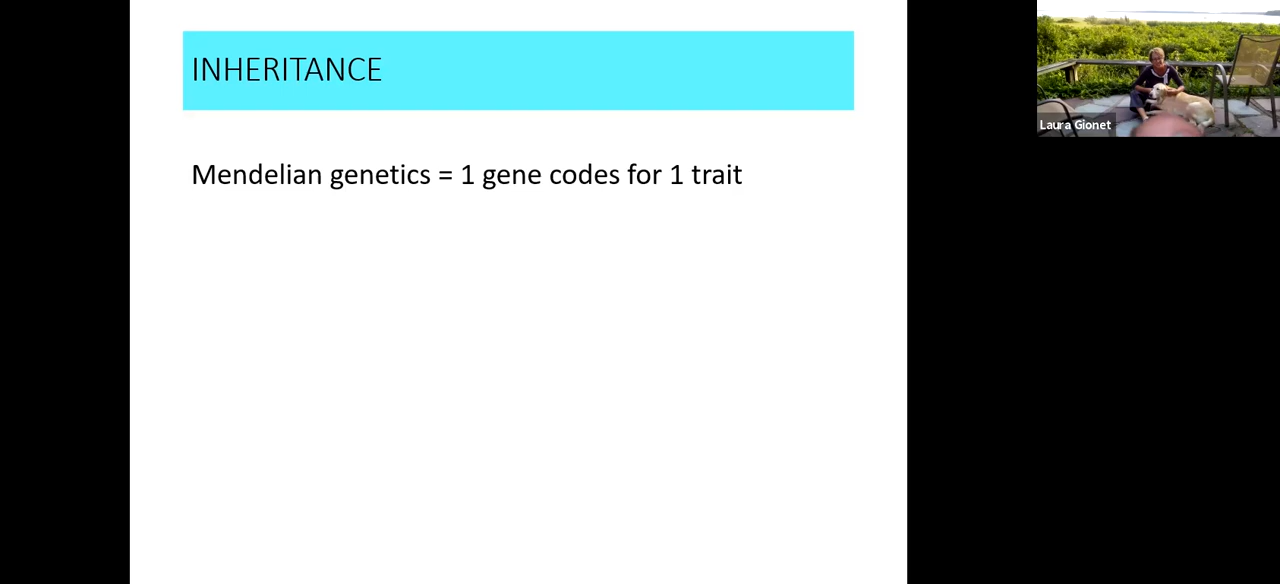 INHERITANCE
Mendelian genetics = 1 gene codes for 1 trait
Laura Gionet